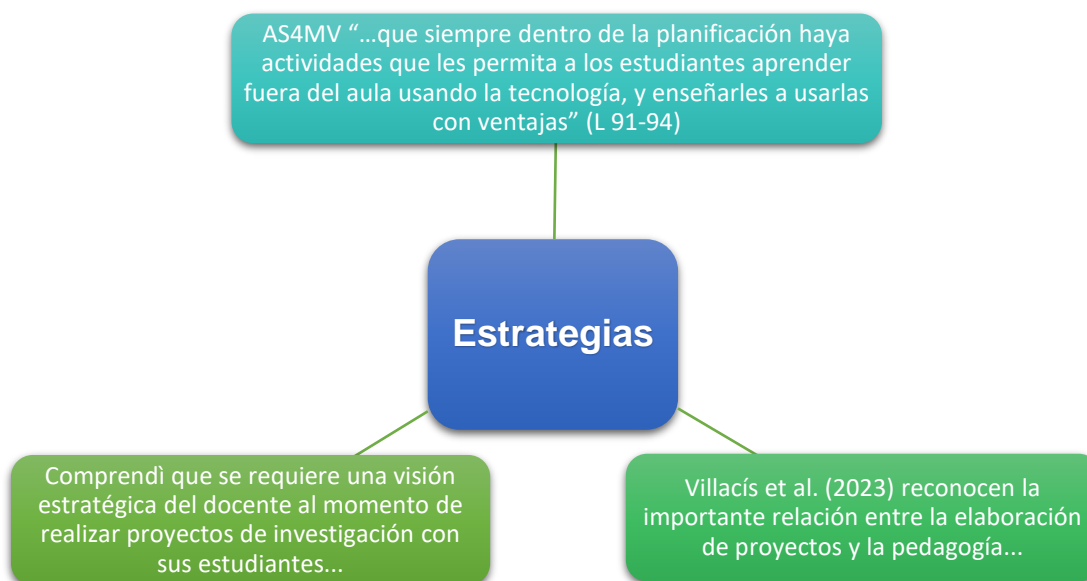 AS4MV “…que siempre dentro de la planificación haya
actividades que les permita a los estudiantes aprender
fuera del aula usando la tecnología, y enseñarles a usarlas
con ventajas” (L 91-94)
Estrategias
Comprendì que se requiere una visión
estratégica del docente al momento de
realizar proyectos de investigación con
sus estudiantes...
Villacís et al. (2023) reconocen la
importante relación entre la elaboración
de proyectos y la pedagogía...